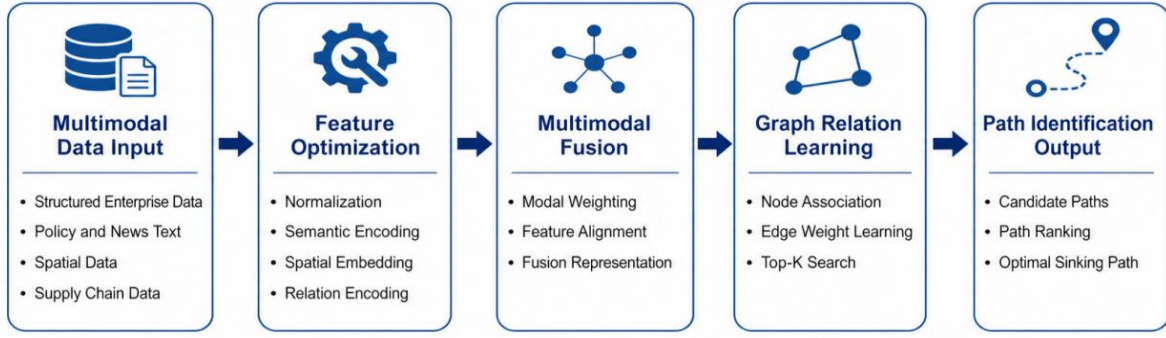 Multimodal
Data Input
• Structured Enterprise Data
• Policy and News Text
• Spatial Data
• Supply Chain Data
Feature
Optimization
• Normalization
• Semantic Encoding
• Spatial Embedding
• Relation Encoding
Multimodal
Fusion
• Modal Weighting
• Feature Alignment
• Fusion Representation
Graph Relation
Learning
• Node Association
• Edge Weight Learning
• Top-K Search
Path Identification
Output
• Candidate Paths
• Path Ranking
• Optimal Sinking Path